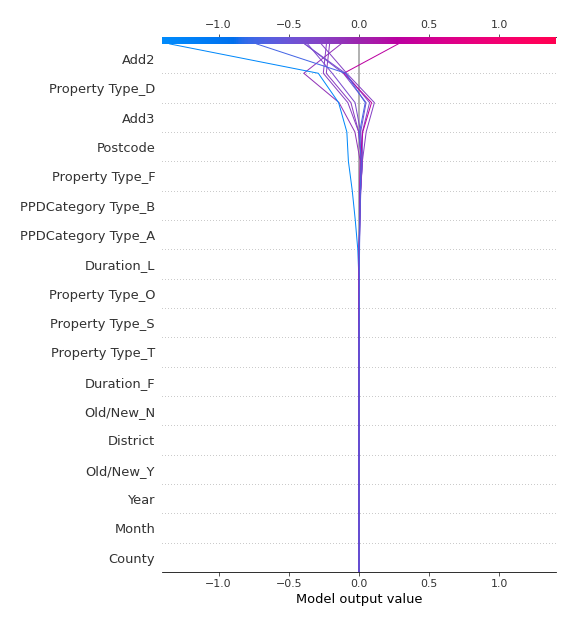 −1.0 −0.5 0.0 0.5 1.0
Add2
Property Type_D
Add3
Postcode
Property Type_F
PPDCategory Type_B
PPDCategory Type_A
Duration_L
Property Type_O
Property Type_S
Property Type_T
Duration_F
Old/New_N
District
Old/New_Y
Year
Month
County
−1.0 −0.5 0.0 0.5 1.0
Model output value